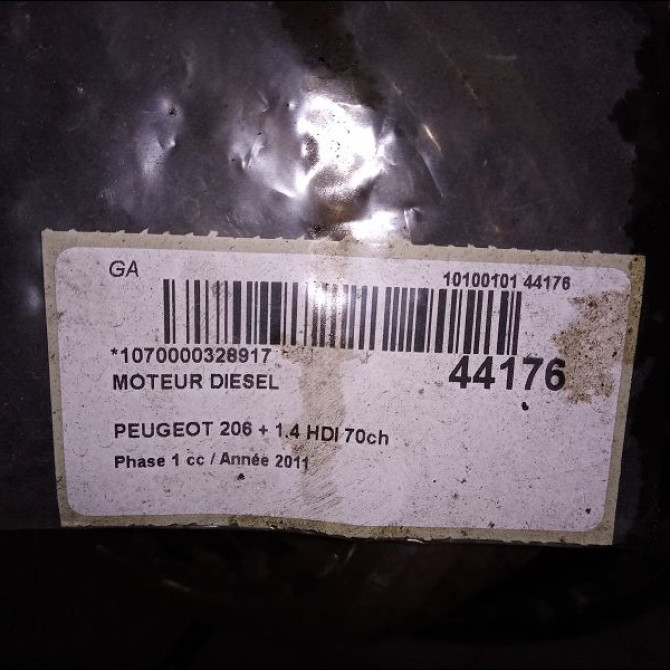 GA
10100101 44176
*1070000328917
44176
MOTEUR DIESEL
PEUGEOT 206 + 1.4 HDI 70ch
Phase 1 cc / Année 2011